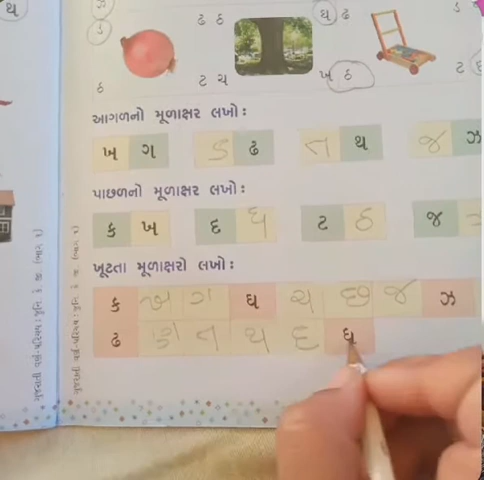 થ
ઢ ઠ
ઘ ઢ
ઠ
ટ ચ
ખ ઠ
ટ
આગળનો મૂળાક્ષર લખો :
ખ ગ ડ ઢ ત થ જ ઝ
પાછળનો મૂળાક્ષર લખો :
ક ખ દ ધ ટ ઠ જ
ખૂટતા મૂળાક્ષરો લખો :
ક ખ ગ ઘ ચ છ જ ઝ
ઢ ણ ત થ દ ધ